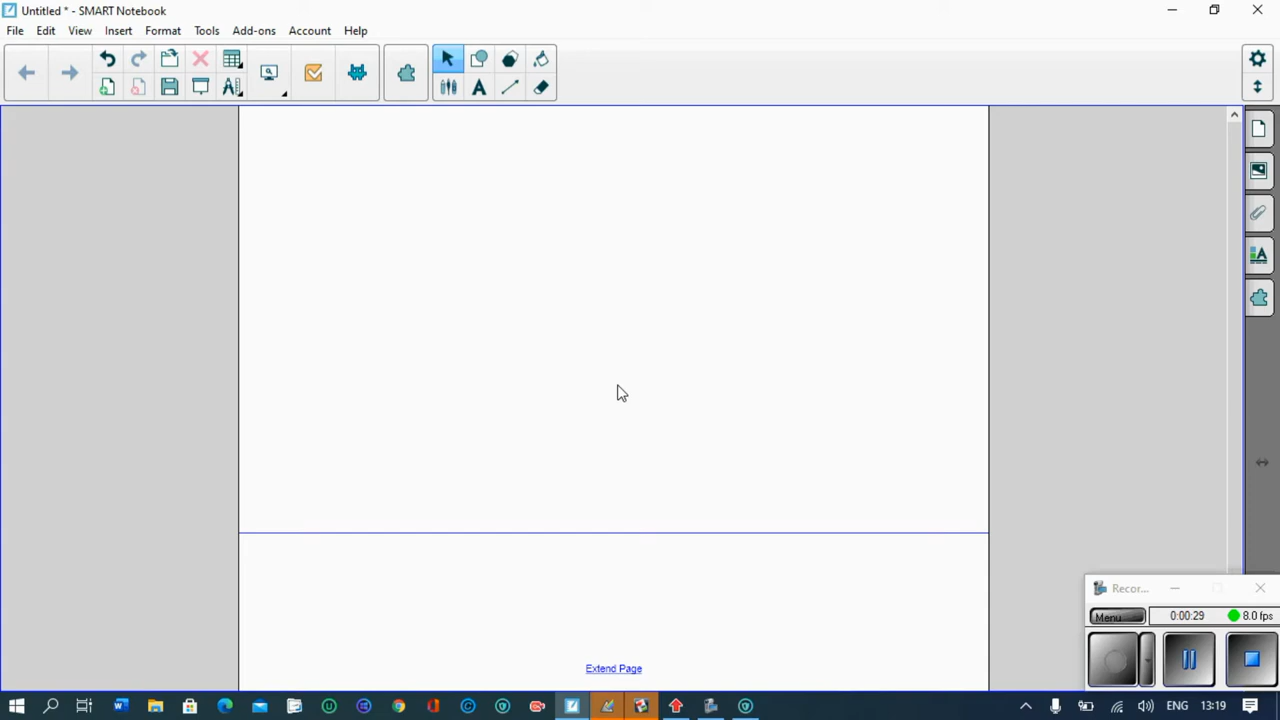 Untitled * - SMART Notebook
File Edit View Insert Format Tools Add-ons Account Help
Extend Page
Recor...
Menu 0:00:29 8.0 fps
ENG 13:19